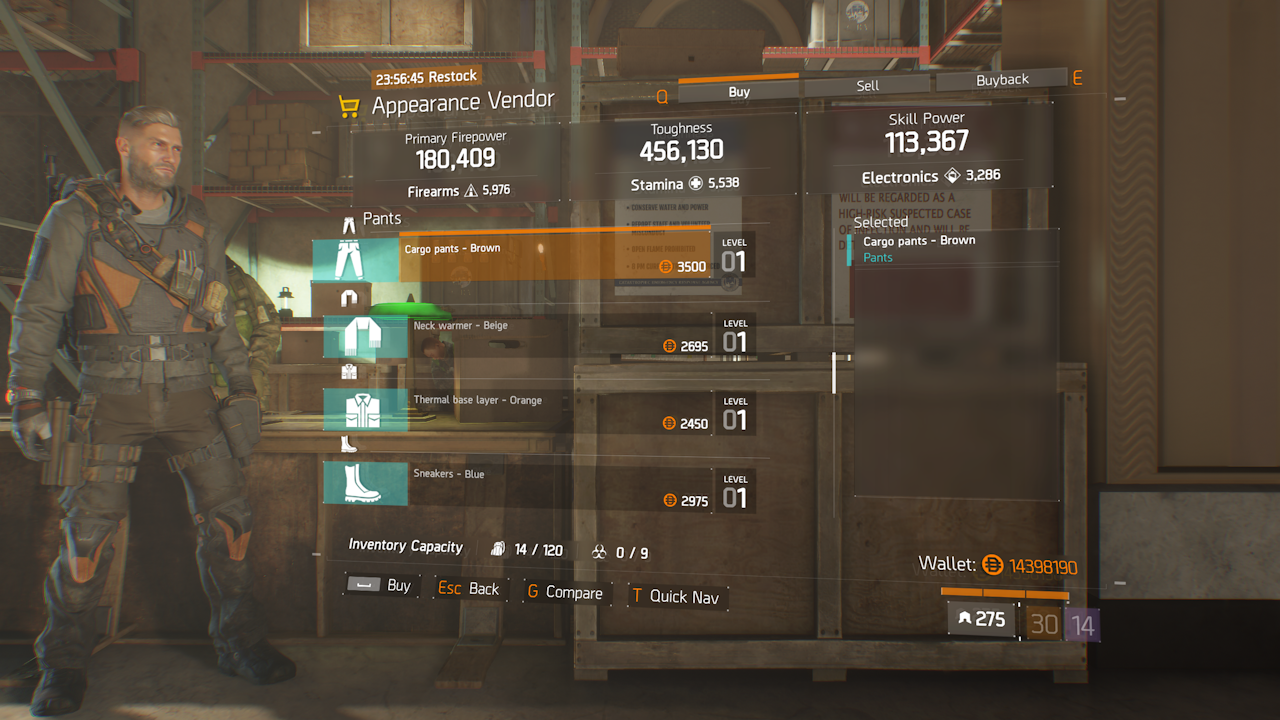 23:56:45 Restock
Appearance Vendor
Q
Buy
Sell
Buyback
E
Primary Firepower
180,409
Firearms 5,976
Toughness
456,130
Stamina 5,538
Skill Power
113,367
Electronics 3,286
WILL BE REGARDED AS A
HIGH-RISK SUSPECTED CASE
• CONSERVE WATER AND POWER
Pants
Cargo pants - Brown
3500
LEVEL
01
Neck warmer - Beige
2695
LEVEL
01
Thermal base layer - Orange
2450
LEVEL
01
Sneakers - Blue
2975
LEVEL
01
Selected
Cargo pants - Brown
Pants
Inventory Capacity 14 / 120 0 / 9
Buy
Esc Back
G Compare
T Quick Nav
Wallet: 14398190
275
30
14